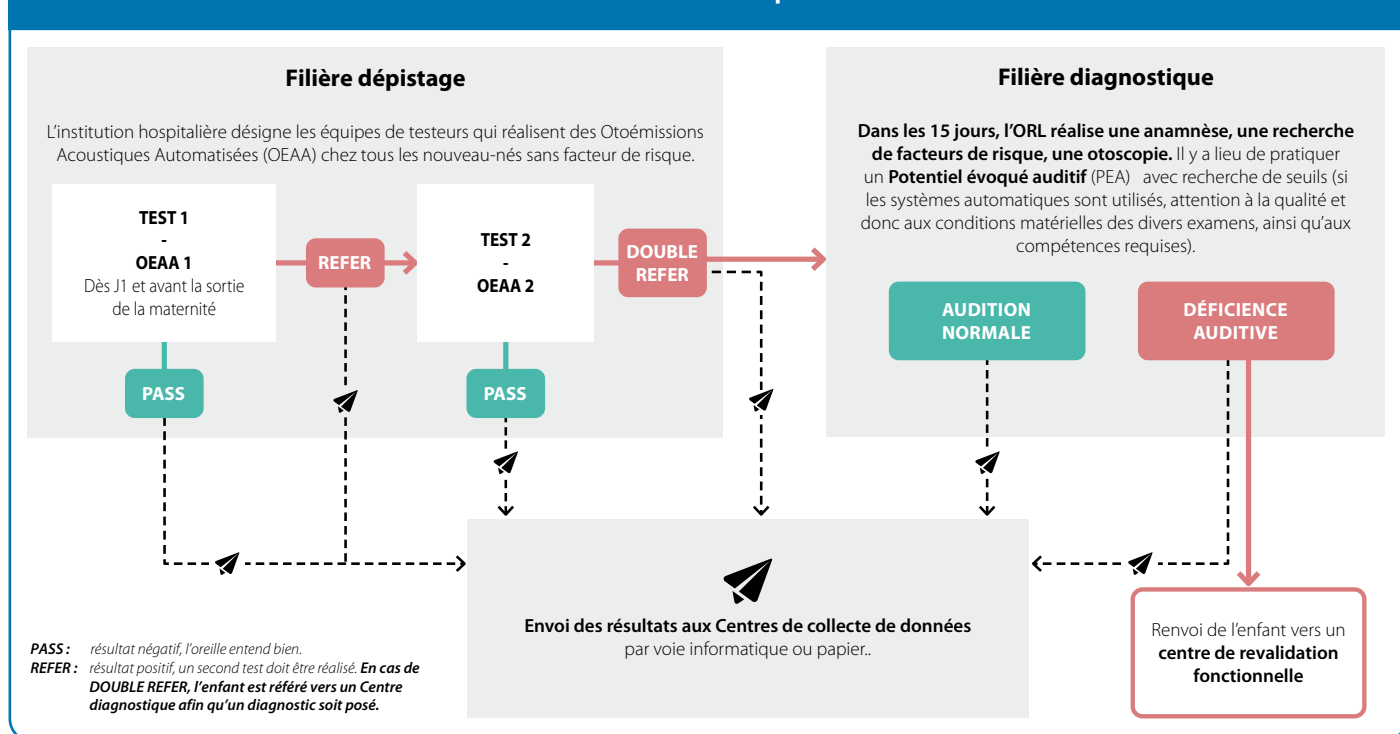 Filière dépistage
L'institution hospitalière désigne les équipes de testeurs qui réalisent des Otoémissions
Acoustiques Automatisées (OEAA) chez tous les nouveau-nés sans facteur de risque.
TEST 1
-
OEAA 1
Dès J1 et avant la sortie
de la maternité
REFER
TEST 2
-
OEAA 2
DOUBLE
REFER
PASS
PASS
Filière diagnostique
Dans les 15 jours, l'ORL réalise une anamnèse, une recherche
de facteurs de risque, une otoscopie. Il y a lieu de pratiquer
un Potentiel évoqué auditif (PEA) avec recherche de seuils (si
les systèmes automatiques sont utilisés, attention à la qualité et
donc aux conditions matérielles des divers examens, ainsi qu'aux
compétences requises).
AUDITION
NORMALE
DÉFICIENCE
AUDITIVE
Envoi des résultats aux Centres de collecte de données
par voie informatique ou papier..
Renvoi de l'enfant vers un
centre de revalidation
fonctionnelle
PASS : résultat négatif, l'oreille entend bien.
REFER : résultat positif, un second test doit être réalisé. En cas de
DOUBLE REFER, l'enfant est référé vers un Centre
diagnostique afin qu'un diagnostic soit posé.